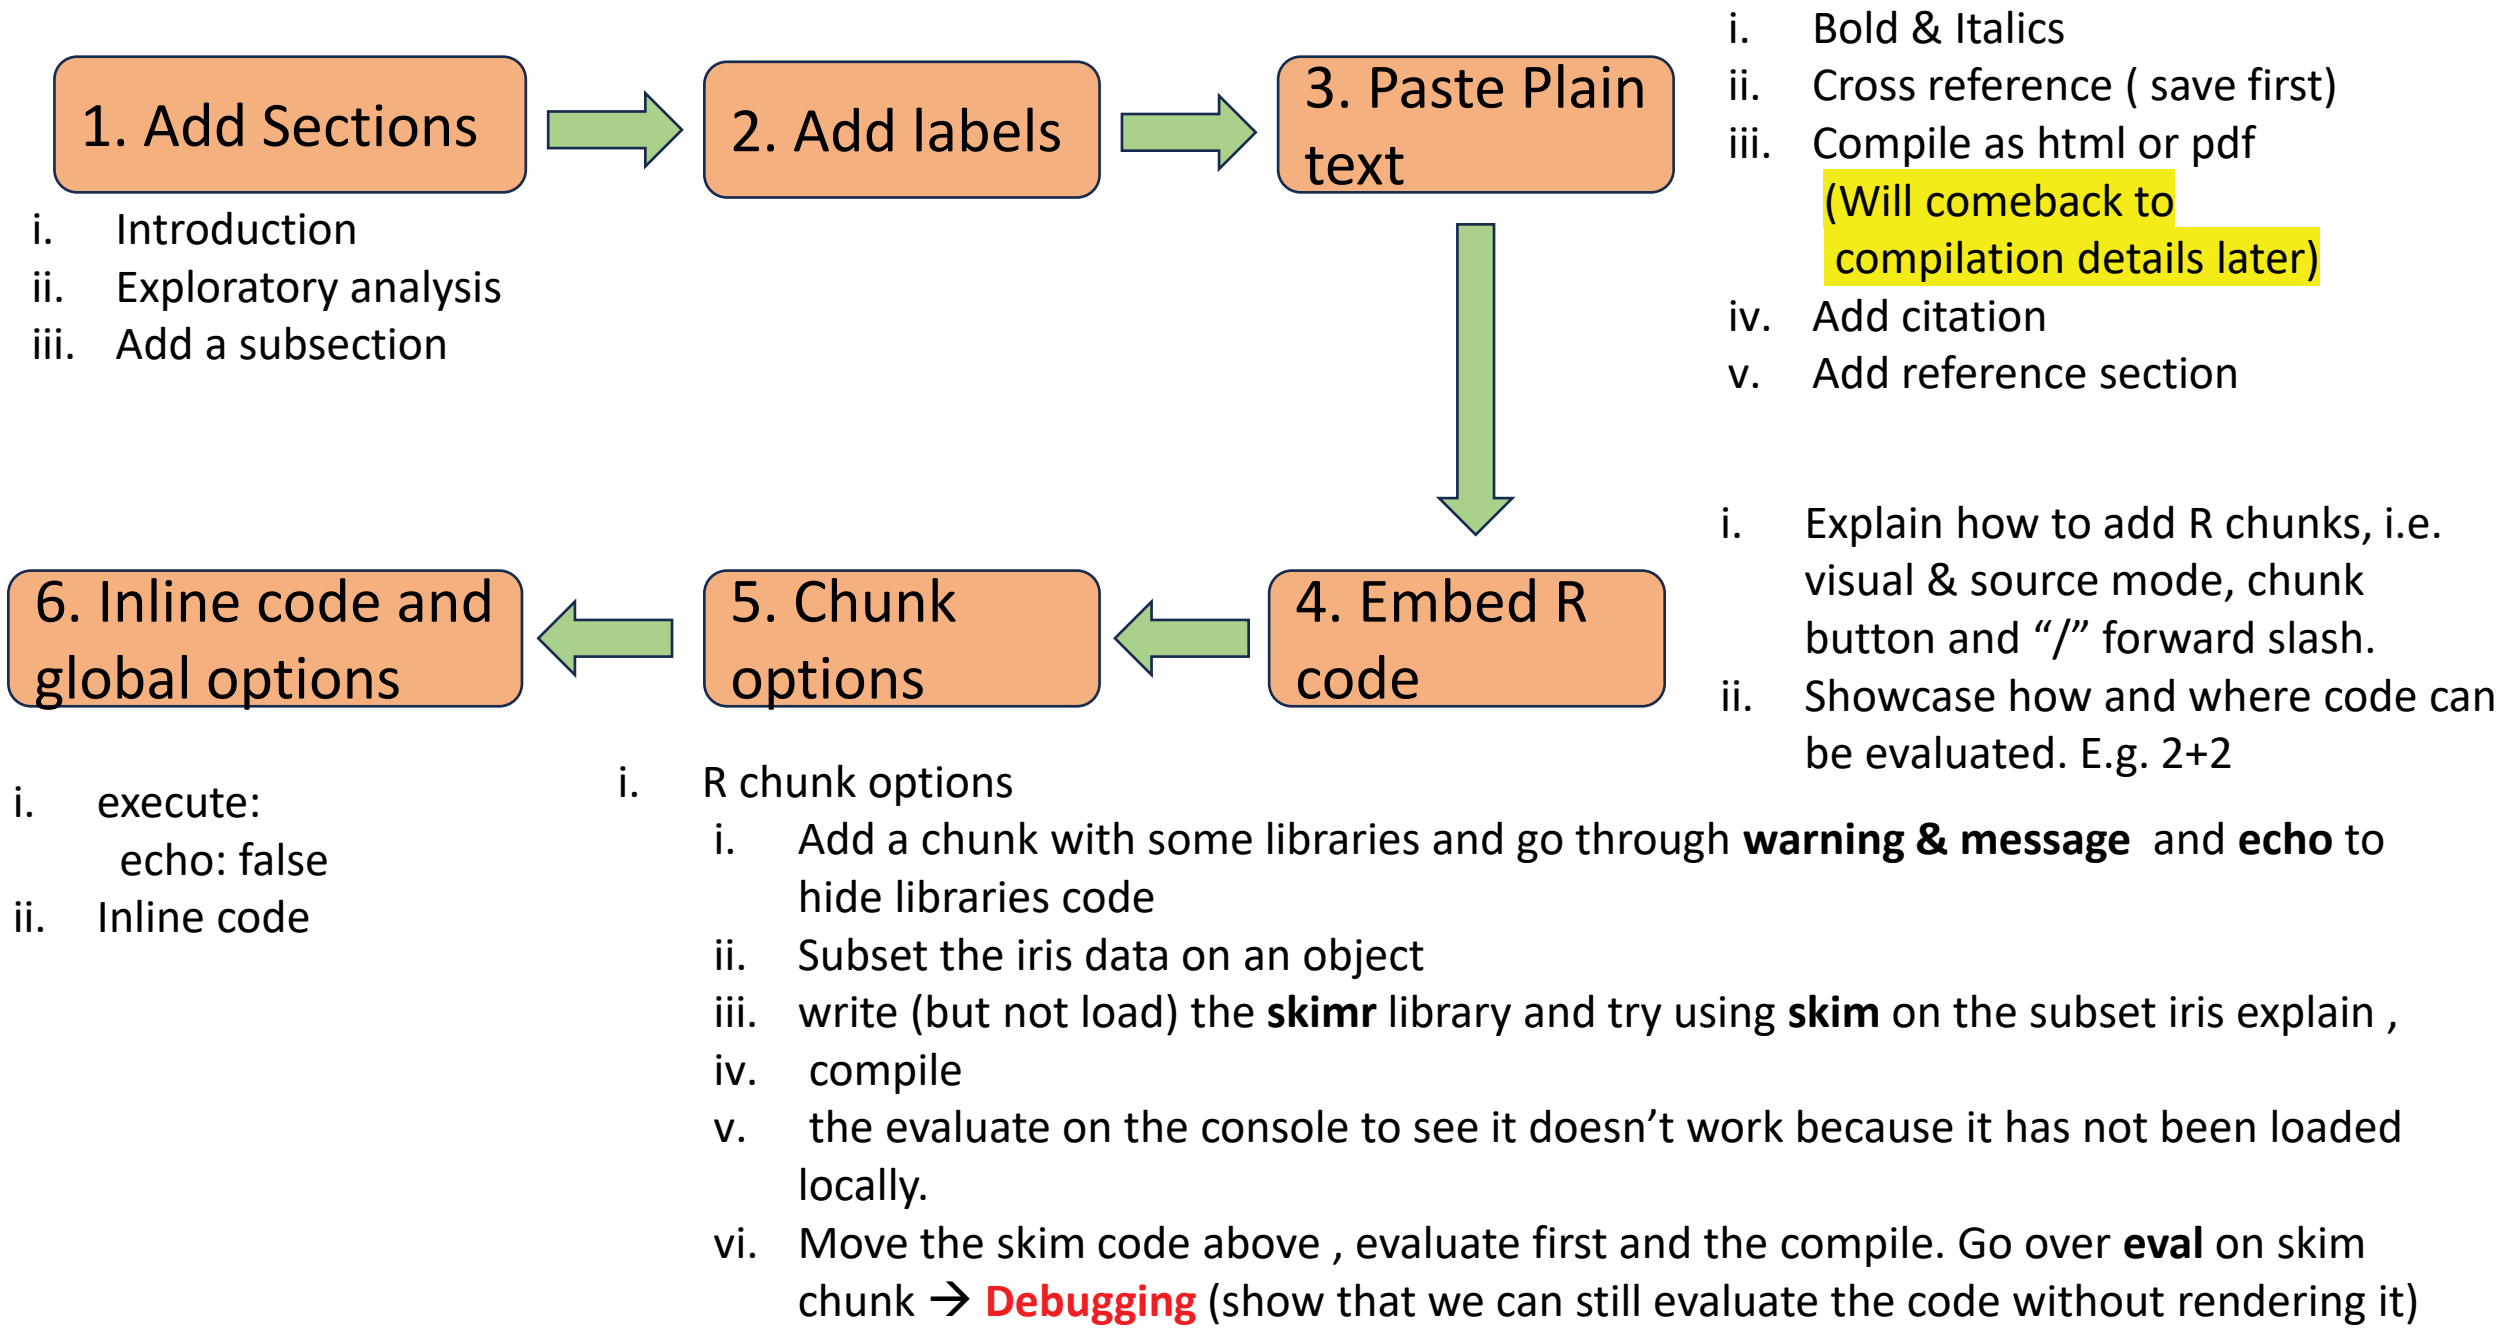 1. Add Sections
i. Introduction
ii. Exploratory analysis
iii. Add a subsection
2. Add labels
3. Paste Plain
text
i. Bold & Italics
ii. Cross reference ( save first)
iii. Compile as html or pdf
(Will comeback to
compilation details later)
iv. Add citation
v. Add reference section
4. Embed R
code
i. Explain how to add R chunks, i.e.
visual & source mode, chunk
button and “/” forward slash.
ii. Showcase how and where code can
be evaluated. E.g. 2+2
5. Chunk
options
i. R chunk options
i. Add a chunk with some libraries and go through warning & message and echo to
hide libraries code
ii. Subset the iris data on an object
iii. write (but not load) the skimr library and try using skim on the subset iris explain ,
iv. compile
v. the evaluate on the console to see it doesn’t work because it has not been loaded
locally.
vi. Move the skim code above , evaluate first and the compile. Go over eval on skim
chunk → Debugging (show that we can still evaluate the code without rendering it)
6. Inline code and
global options
i. execute:
echo: false
ii. Inline code